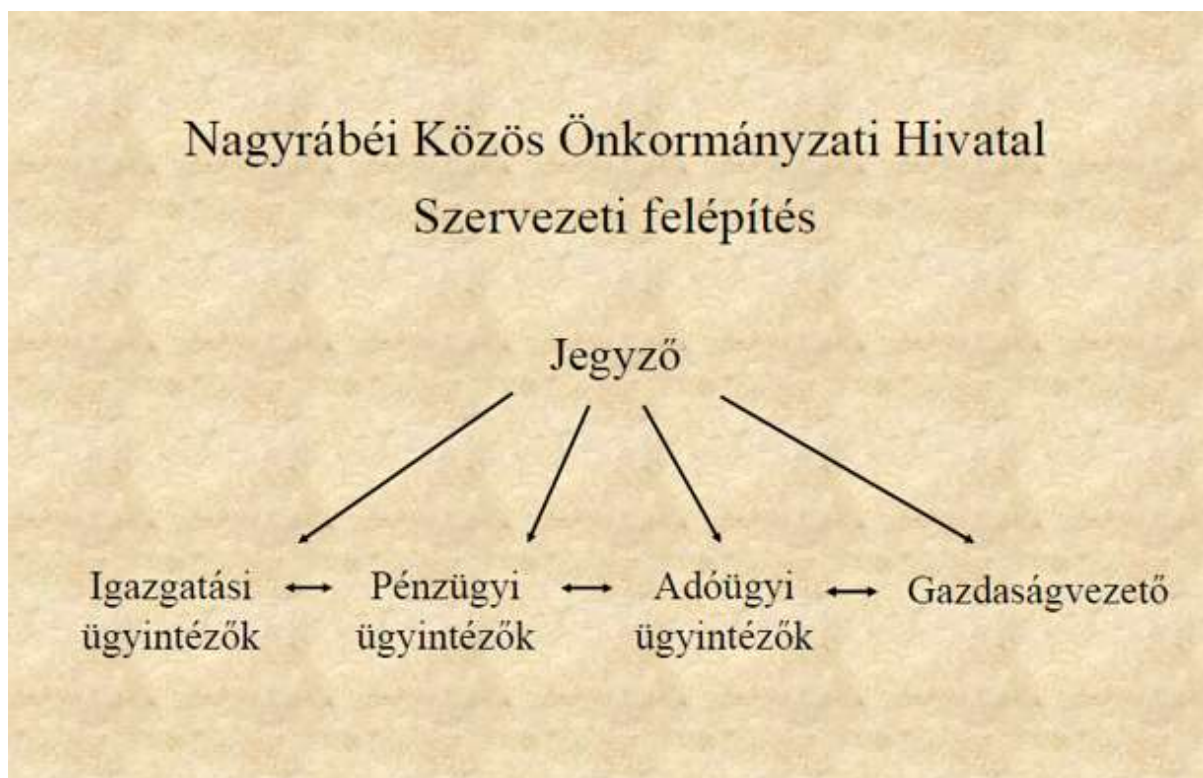 Nagyrábéi Közös Önkormányzati Hivatal
Szervezeti felépítés
Jegyző
Igazgatási
ügyintézők
Pénzügyi
ügyintézők
Adóügyi
ügyintézők
Gazdaságvezető